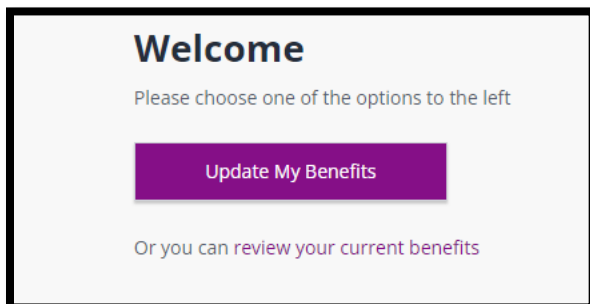 Welcome
Please choose one of the options to the left
Update My Benefits
Or you can review your current benefits